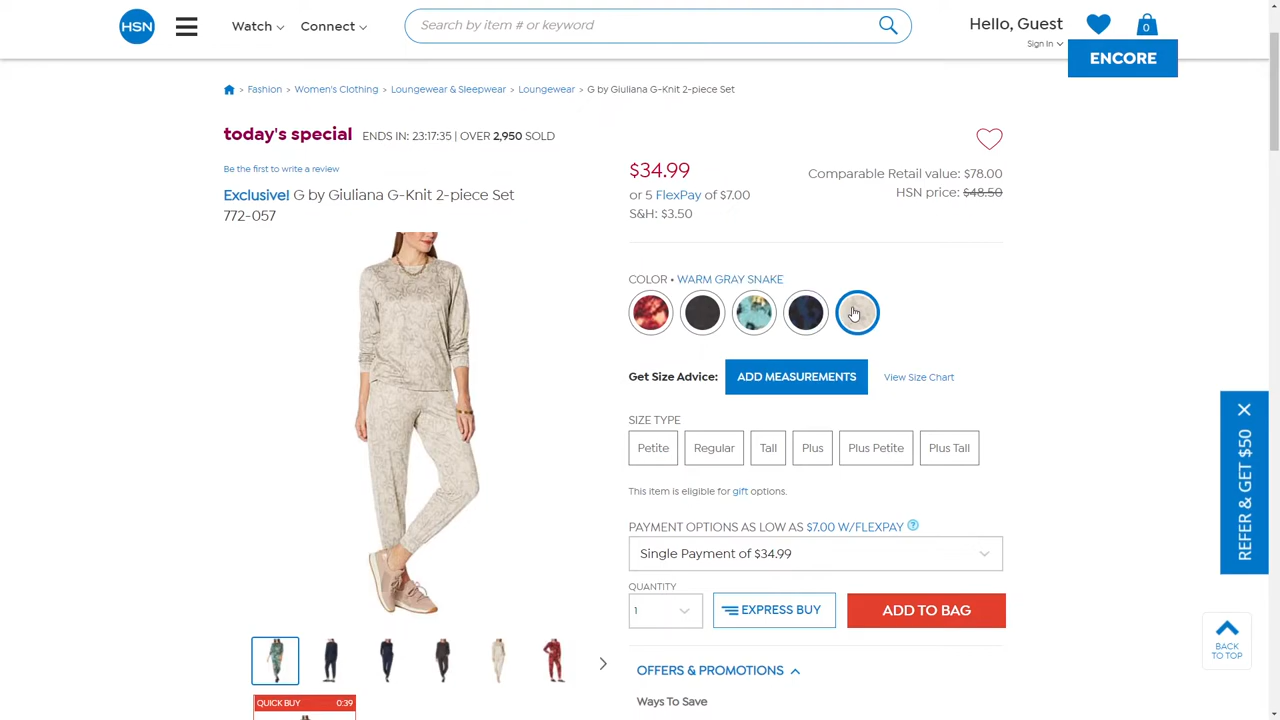 HSN
Watch
Connect
Search by item # or keyword
Hello, Guest
Sign In
0
ENCORE
> Fashion > Women's Clothing > Loungewear & Sleepwear > Loungewear > G by Giuliana G-Knit 2-piece Set
today's special ENDS IN: 23:17:35 | OVER 2,950 SOLD
Be the first to write a review
Exclusive! G by Giuliana G-Knit 2-piece Set
772-057
$34.99
or 5 FlexPay of $7.00
S&H: $3.50
Comparable Retail value: $78.00
HSN price: $48.50
COLOR • WARM GRAY SNAKE
Get Size Advice: ADD MEASUREMENTS View Size Chart
SIZE TYPE
Petite Regular Tall Plus Plus Petite Plus Tall
This item is eligible for gift options.
PAYMENT OPTIONS AS LOW AS $7.00 W/FLEXPAY ?
Single Payment of $34.99
QUANTITY
1 EXPRESS BUY ADD TO BAG
OFFERS & PROMOTIONS
Ways To Save
QUICK BUY 0:39
REFER & GET $50
BACK
TO TOP